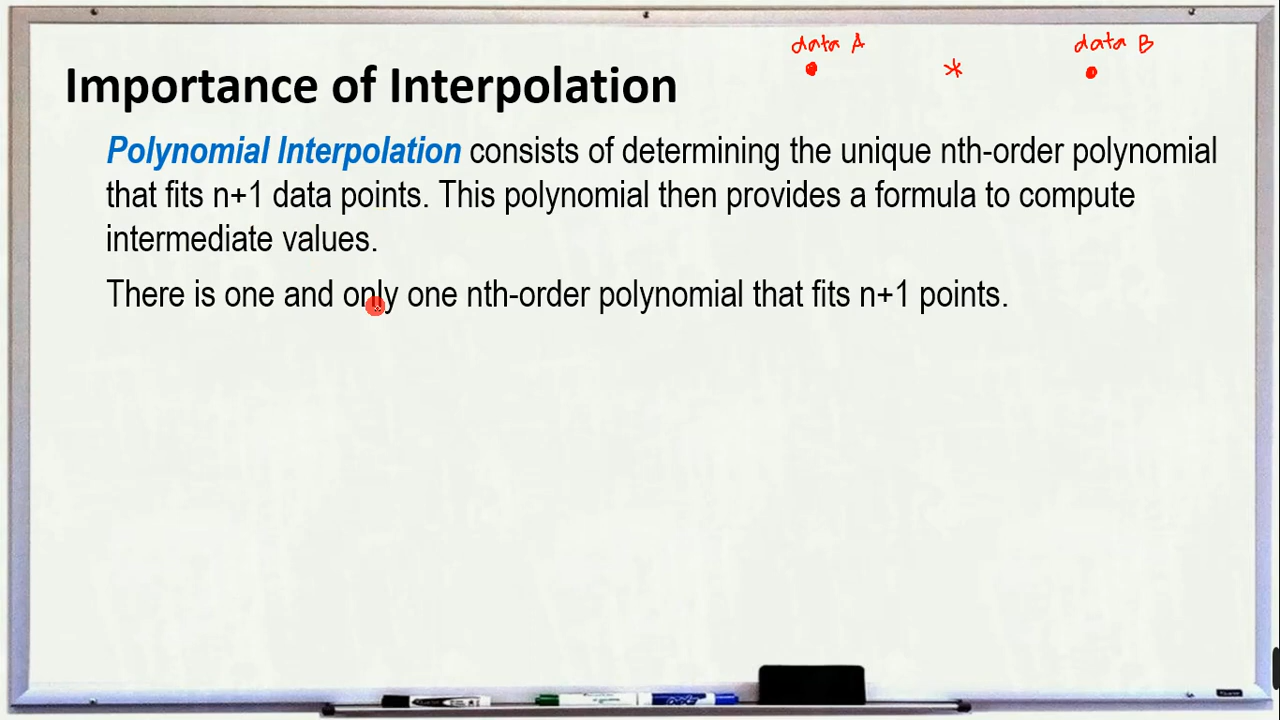 data A data B
Importance of Interpolation
*
Polynomial Interpolation consists of determining the unique nth-order polynomial
that fits n+1 data points. This polynomial then provides a formula to compute
intermediate values.
There is one and only one nth-order polynomial that fits n+1 points.